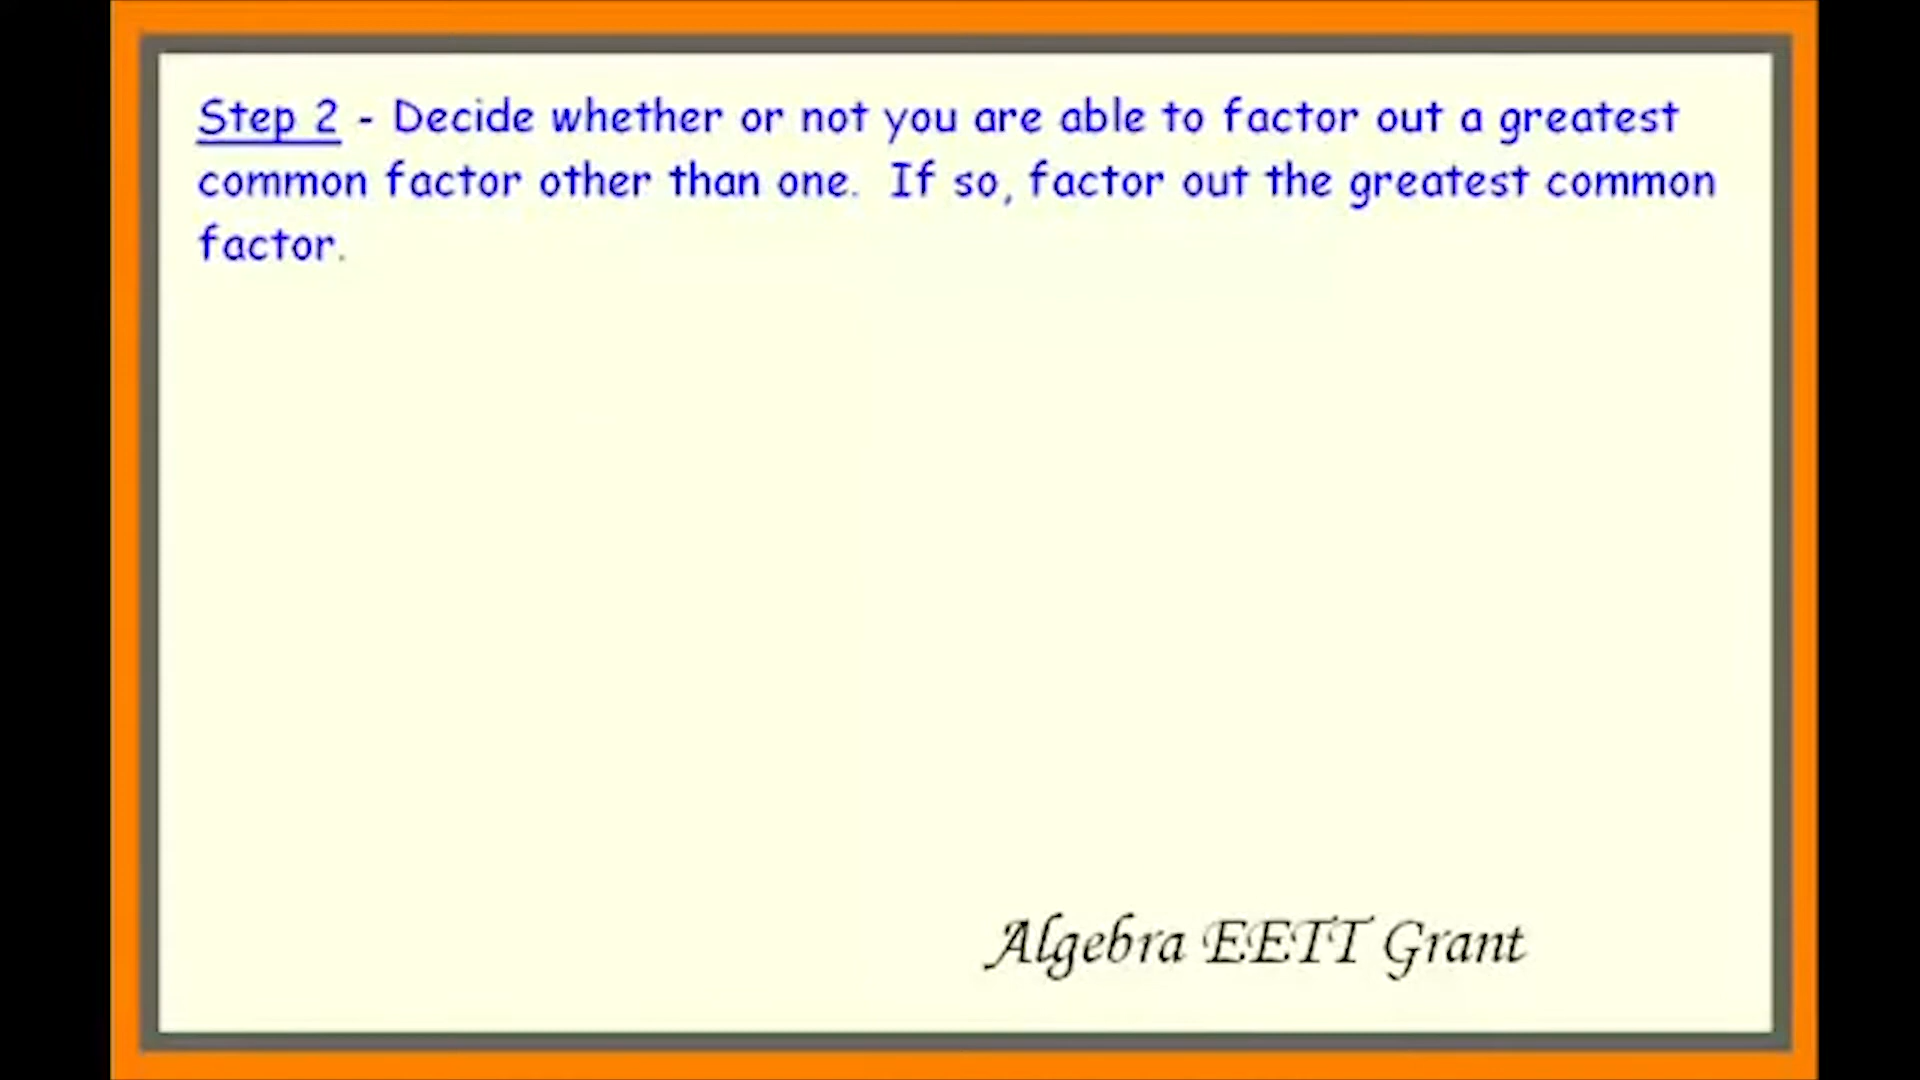 Step 2 - Decide whether or not you are able to factor out a greatest
common factor other than one.  If so, factor out the greatest common
factor.
Algebra EETT Grant